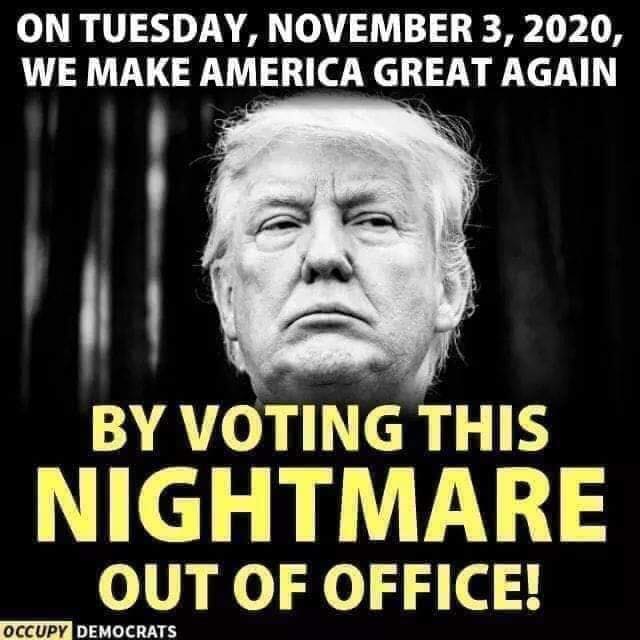 ON TUESDAY, NOVEMBER 3, 2020,
WE MAKE AMERICA GREAT AGAIN
BY VOTING THIS
NIGHTMARE
OUT OF OFFICE!
OCCUPY DEMOCRATS